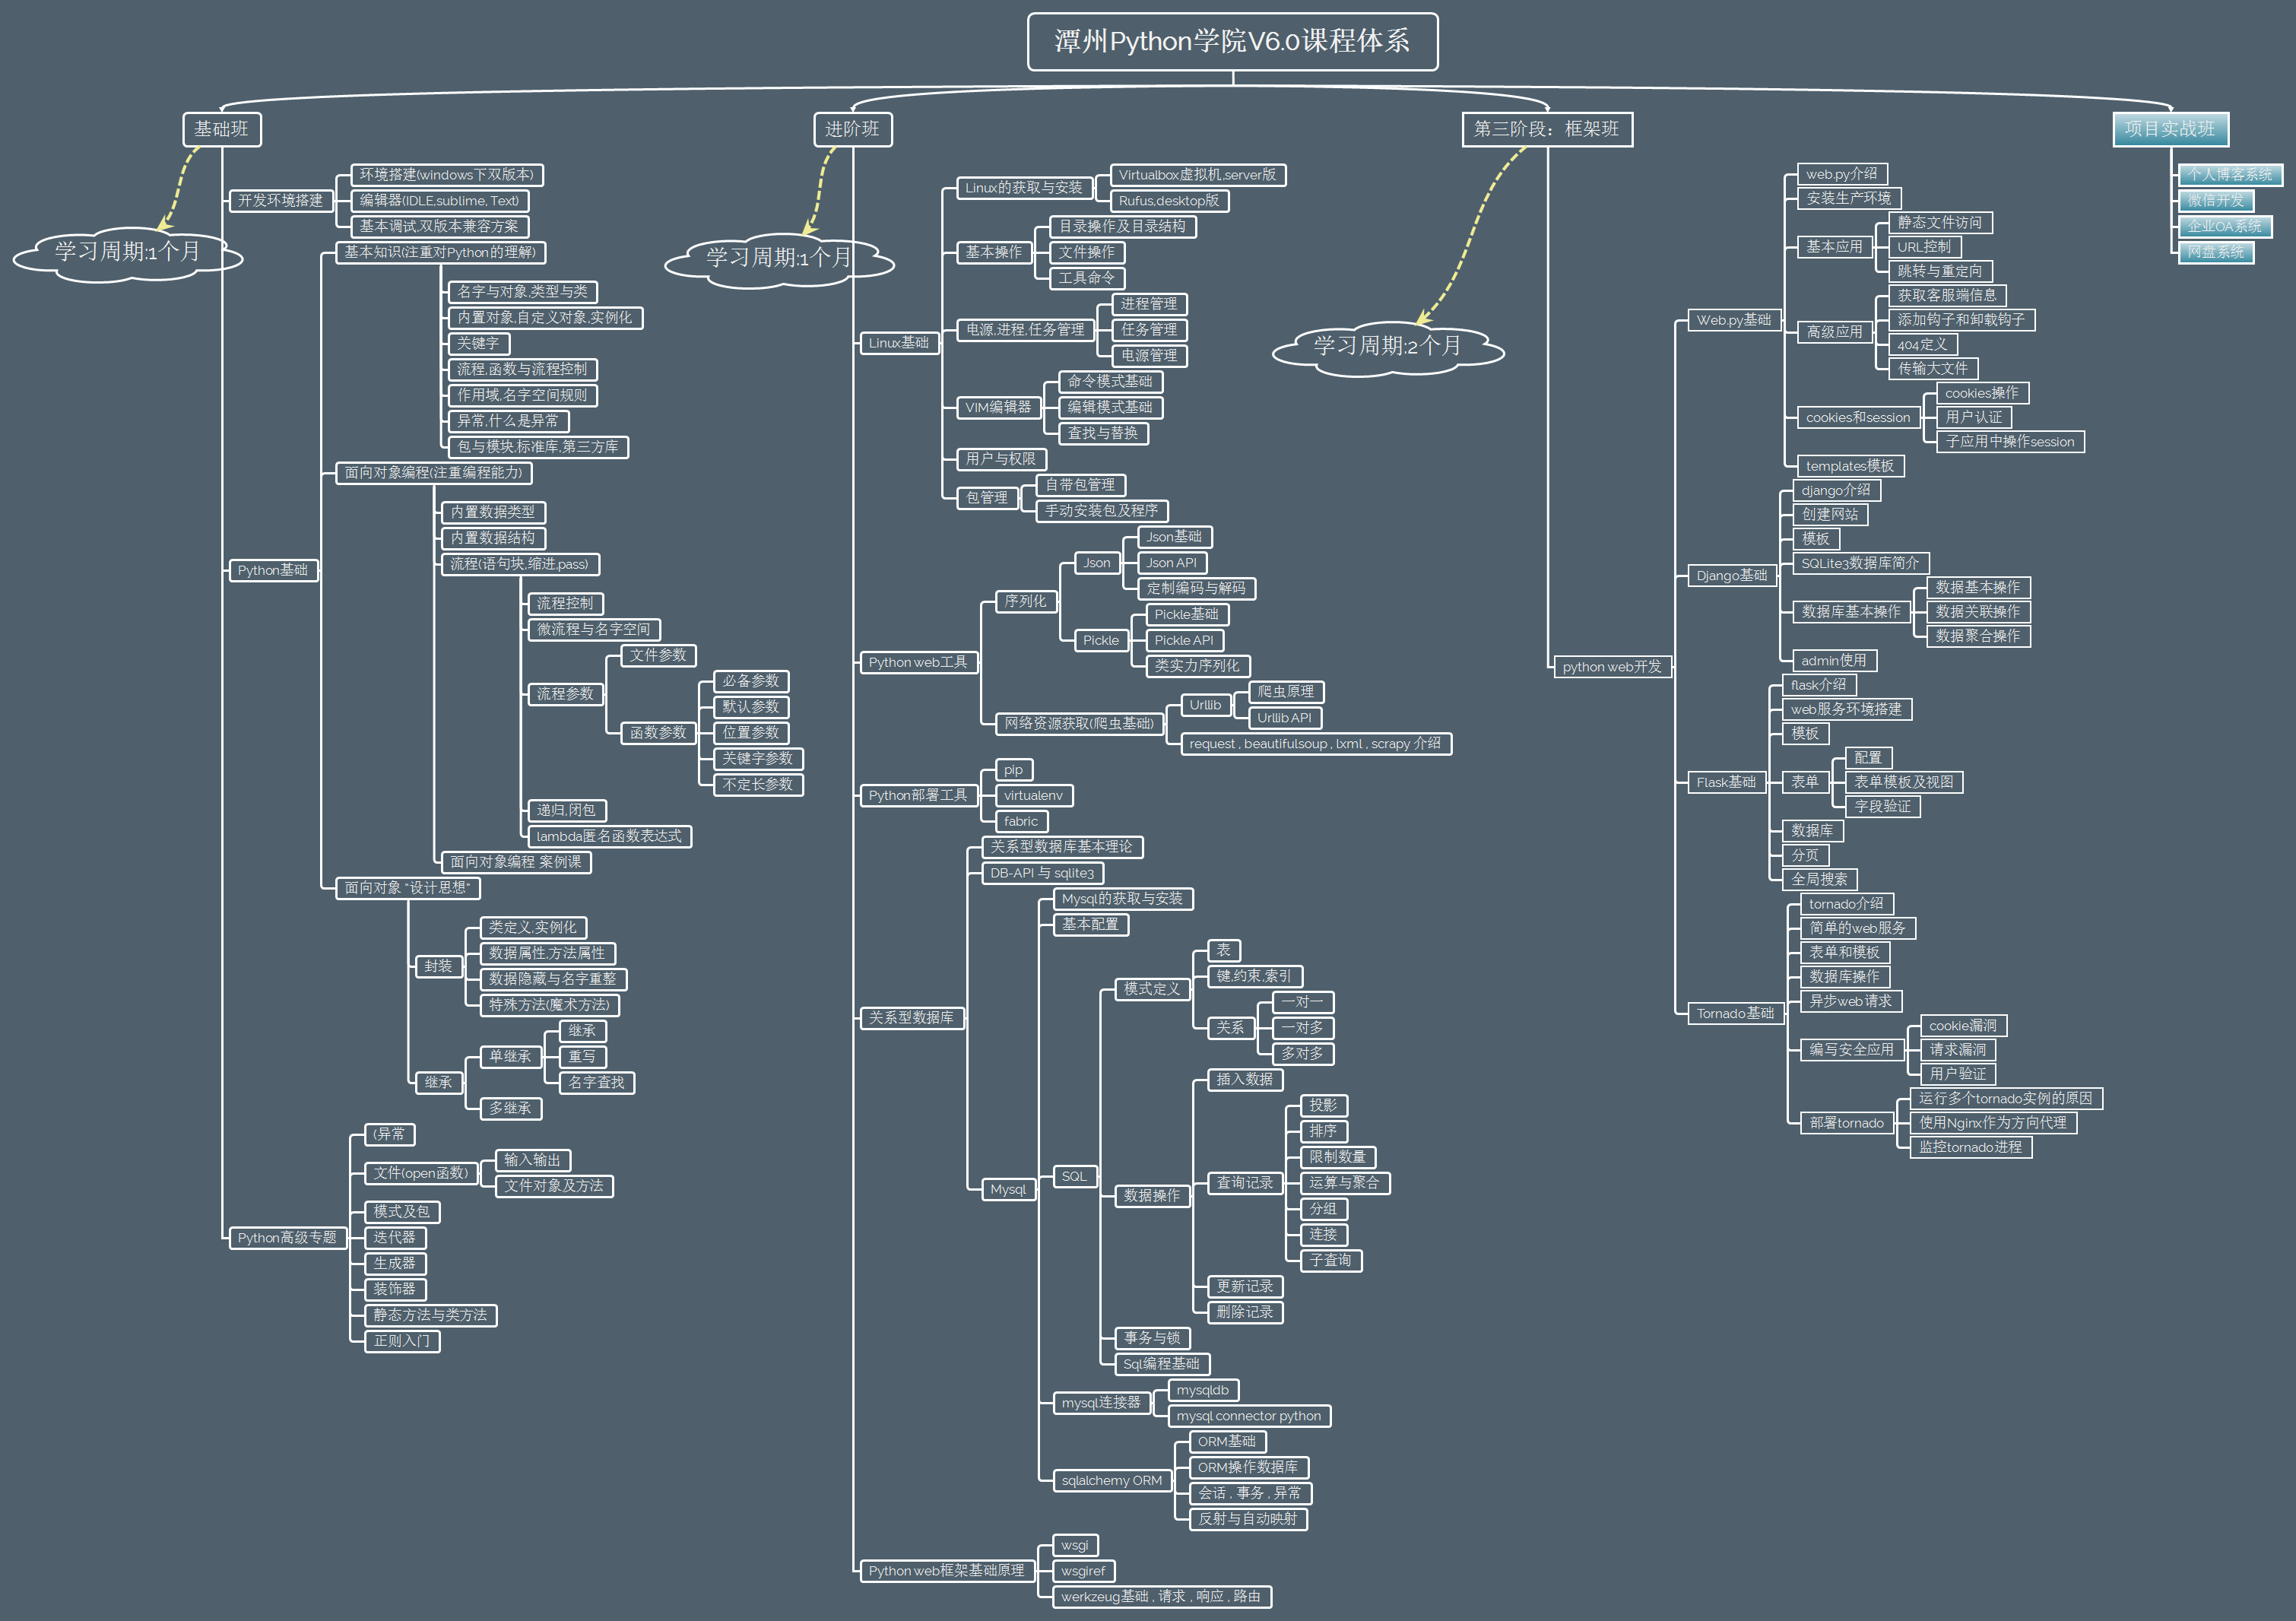 潭州Python学院V6.0课程体系
基础班
学习周期:1个月
开发环境搭建
环境搭建(windows下双版本)
编辑器(IDLE,sublime, Text)
基本调试,双版本兼容方案
Python基础
基本知识(注重对Python的理解)
名字与对象,类型与类
内置对象,自定义对象,实例化
关键字
流程,函数与流程控制
作用域,名字空间规则
异常,什么是异常
包与模块,标准库,第三方库
面向对象编程(注重编程能力)
内置数据类型
内置数据结构
流程(语句块,缩进,pass)
流程控制
微流程与名字空间
流程参数
文件参数
函数参数
必备参数
默认参数
位置参数
关键字参数
不定长参数
递归,闭包
lambda匿名函数表达式
面向对象编程 案例课
面向对象 “设计思想”
封装
类定义,实例化
数据属性,方法属性
数据隐藏与名字重整
特殊方法(魔术方法)
继承
单继承
继承
重写
名字查找
多继承
Python高级专题
(异常
文件(open函数)
输入输出
文件对象及方法
模式及包
迭代器
生成器
装饰器
静态方法与类方法
正则入门
进阶班
学习周期:1个月
Linux基础
Linux的获取与安装
Virtualbox虚拟机,server版
Rufus,desktop版
基本操作
目录操作及目录结构
文件操作
工具命令
电源,进程,任务管理
进程管理
任务管理
电源管理
VIM编辑器
命令模式基础
编辑模式基础
查找与替换
用户与权限
包管理
自带包管理
手动安装包及程序
Python web工具
序列化
Json
Json基础
Json API
定制编码与解码
Pickle
Pickle基础
Pickle API
类实力序列化
网络资源获取(爬虫基础)
Urllib
爬虫原理
Urllib API
request , beautifulsoup , lxml , scrapy 介绍
Python部署工具
pip
virtualenv
fabric
关系型数据库
关系型数据库基本理论
DB-API 与 sqlite3
Mysql
Mysql的获取与安装
基本配置
SQL
模式定义
表
键,约束,索引
关系
一对一
一对多
多对多
数据操作
插入数据
查询记录
投影
排序
限制数量
运算与聚合
分组
连接
子查询
更新记录
删除记录
事务与锁
Sql编程基础
mysql连接器
mysqldb
mysql connector python
sqlalchemy ORM
ORM基础
ORM操作数据库
会话 , 事务 , 异常
反射与自动映射
Python web框架基础原理
wsgi
wsgiref
werkzeug基础 , 请求 , 响应 , 路由
第三阶段：框架班
学习周期:2个月
python web开发
Web.py基础
web.py介绍
安装生产环境
基本应用
静态文件访问
URL控制
跳转与重定向
高级应用
获取客服端信息
添加钩子和卸载钩子
404定义
传输大文件
cookies和session
cookies操作
用户认证
子应用中操作session
templates模板
Django基础
django介绍
创建网站
模板
SQLite3数据库简介
数据库基本操作
数据基本操作
数据关联操作
数据聚合操作
admin使用
Flask基础
flask介绍
web服务环境搭建
模板
表单
配置
表单模板及视图
字段验证
数据库
分页
全局搜索
Tornado基础
tornado介绍
简单的web服务
表单和模板
数据库操作
异步web请求
编写安全应用
cookie漏洞
请求漏洞
用户验证
部署tornado
运行多个tornado实例的原因
使用Nginx作为方向代理
监控tornado进程
项目实战班
个人博客系统
微信开发
企业OA系统
网盘系统